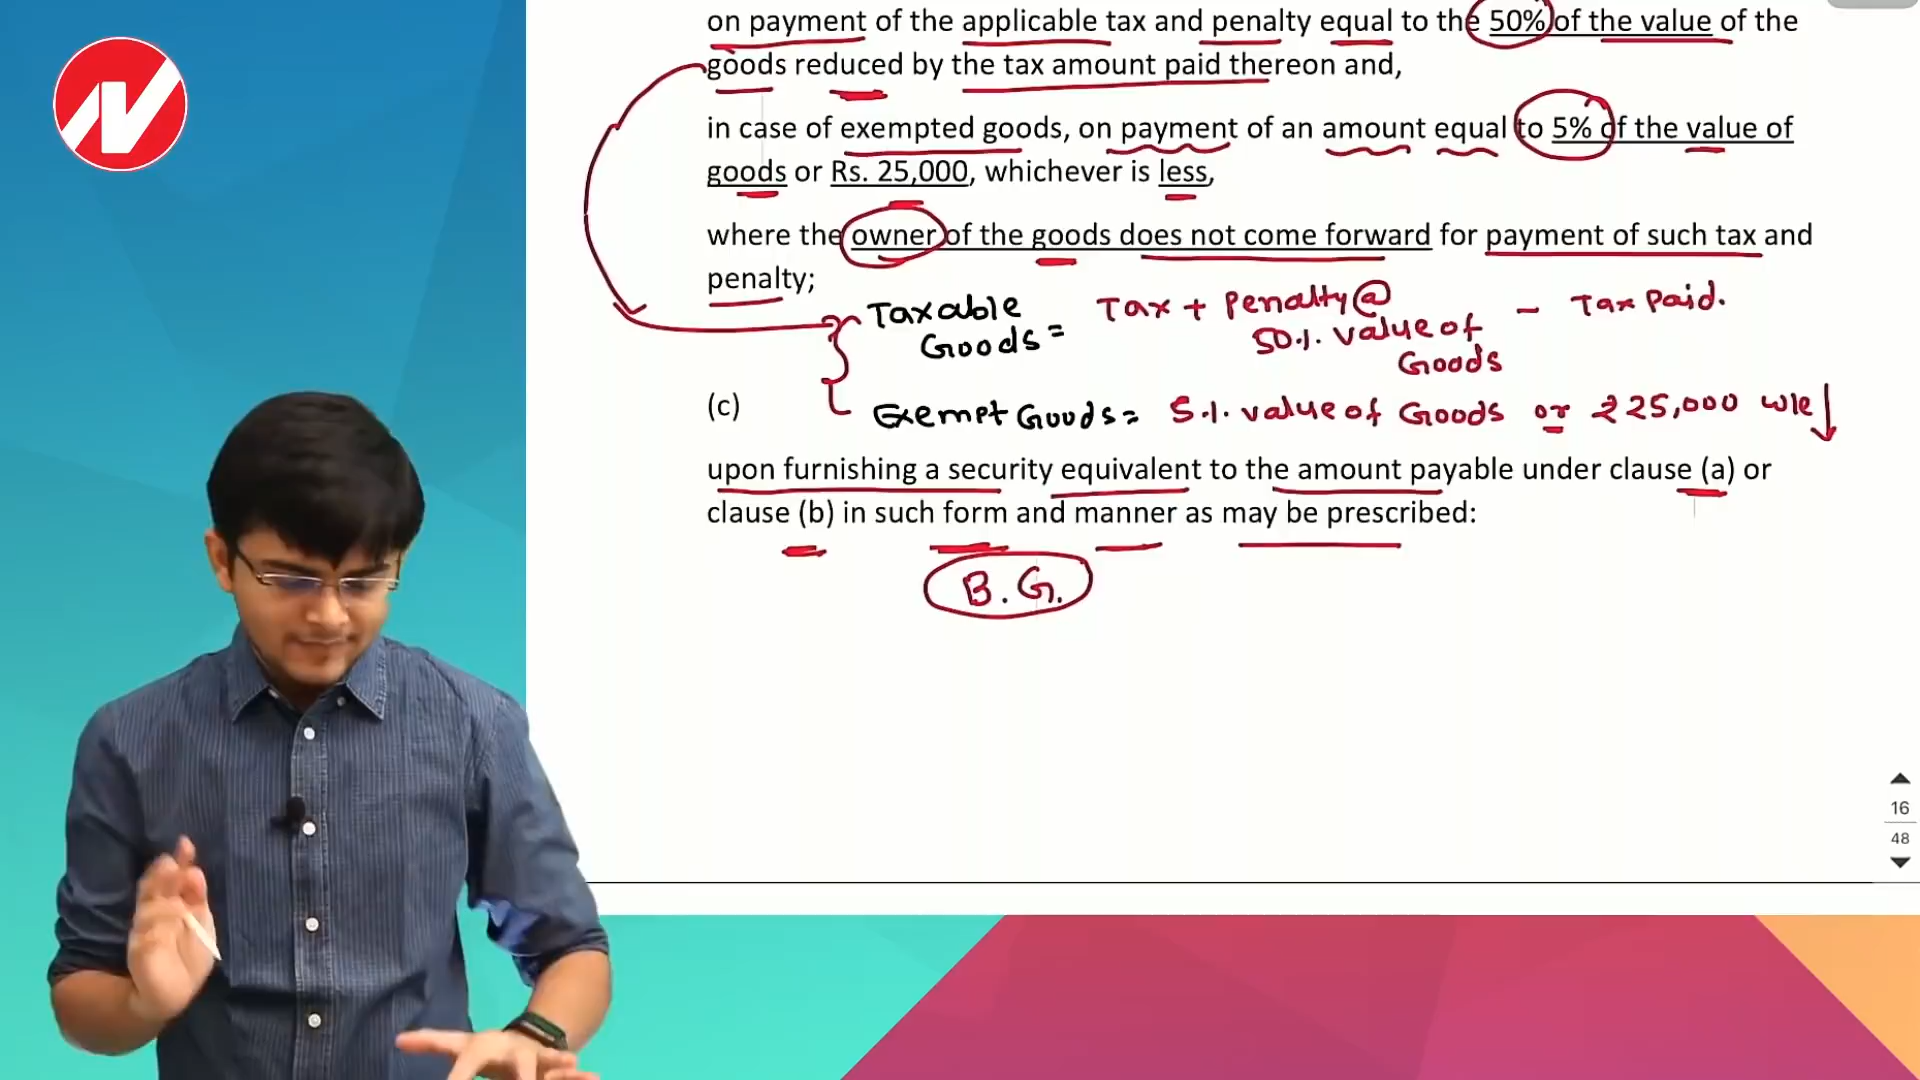 on payment of the applicable tax and penalty equal to the 50% of the value of the
goods reduced by the tax amount paid thereon and,
in case of exempted goods, on payment of an amount equal to 5% of the value of
goods or Rs. 25,000, whichever is less,
where the owner of the goods does not come forward for payment of such tax and
penalty;
Taxable Goods = Tax + Penalty @ 50% value of Goods - Tax Paid.
(c)
Exempt Goods = 5% value of Goods or ₹25,000 wie ↓
upon furnishing a security equivalent to the amount payable under clause (a) or
clause (b) in such form and manner as may be prescribed:
B.G.
16
48